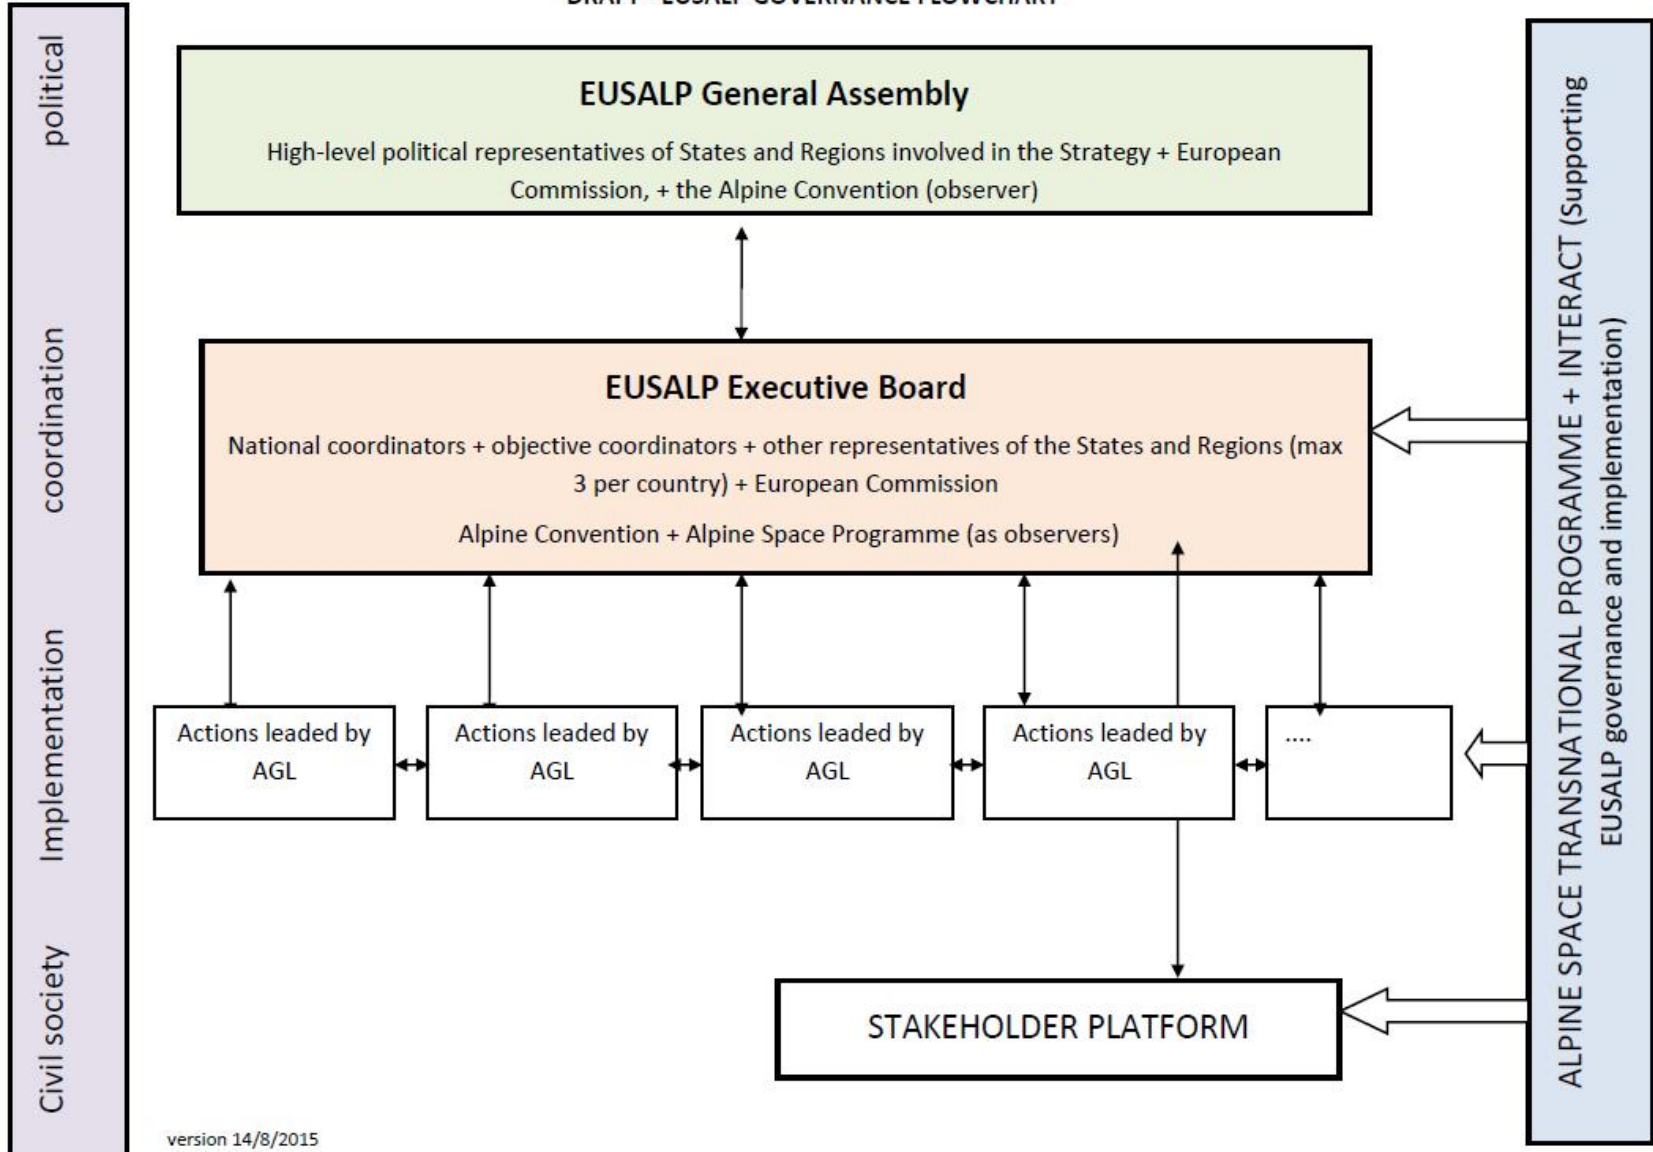 DRAFT - EUSALP GOVERNANCE FLOWCHART
political
EUSALP General Assembly
High-level political representatives of States and Regions involved in the Strategy + European
Commission, + the Alpine Convention (observer)
coordination
EUSALP Executive Board
National coordinators + objective coordinators + other representatives of the States and Regions (max
3 per country) + European Commission
Alpine Convention + Alpine Space Programme (as observers)
Implementation
Actions leaded by
AGL
Actions leaded by
AGL
Actions leaded by
AGL
Actions leaded by
AGL
....
Civil society
STAKEHOLDER PLATFORM
ALPINE SPACE TRANSNATIONAL PROGRAMME + INTERACT (Supporting
EUSALP governance and implementation)
version 14/8/2015